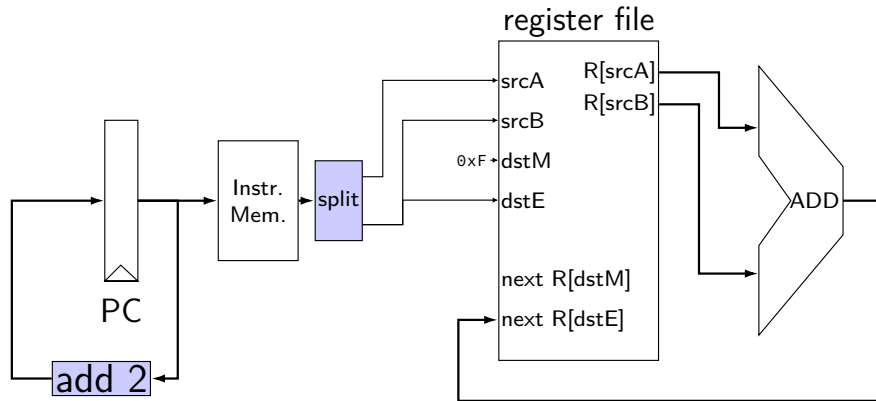 register file
srcA
R[srcA]
srcB
R[srcB]
0xF
dstM
dstE
next R[dstM]
next R[dstE]
Instr.
Mem.
split
PC
add 2
ADD